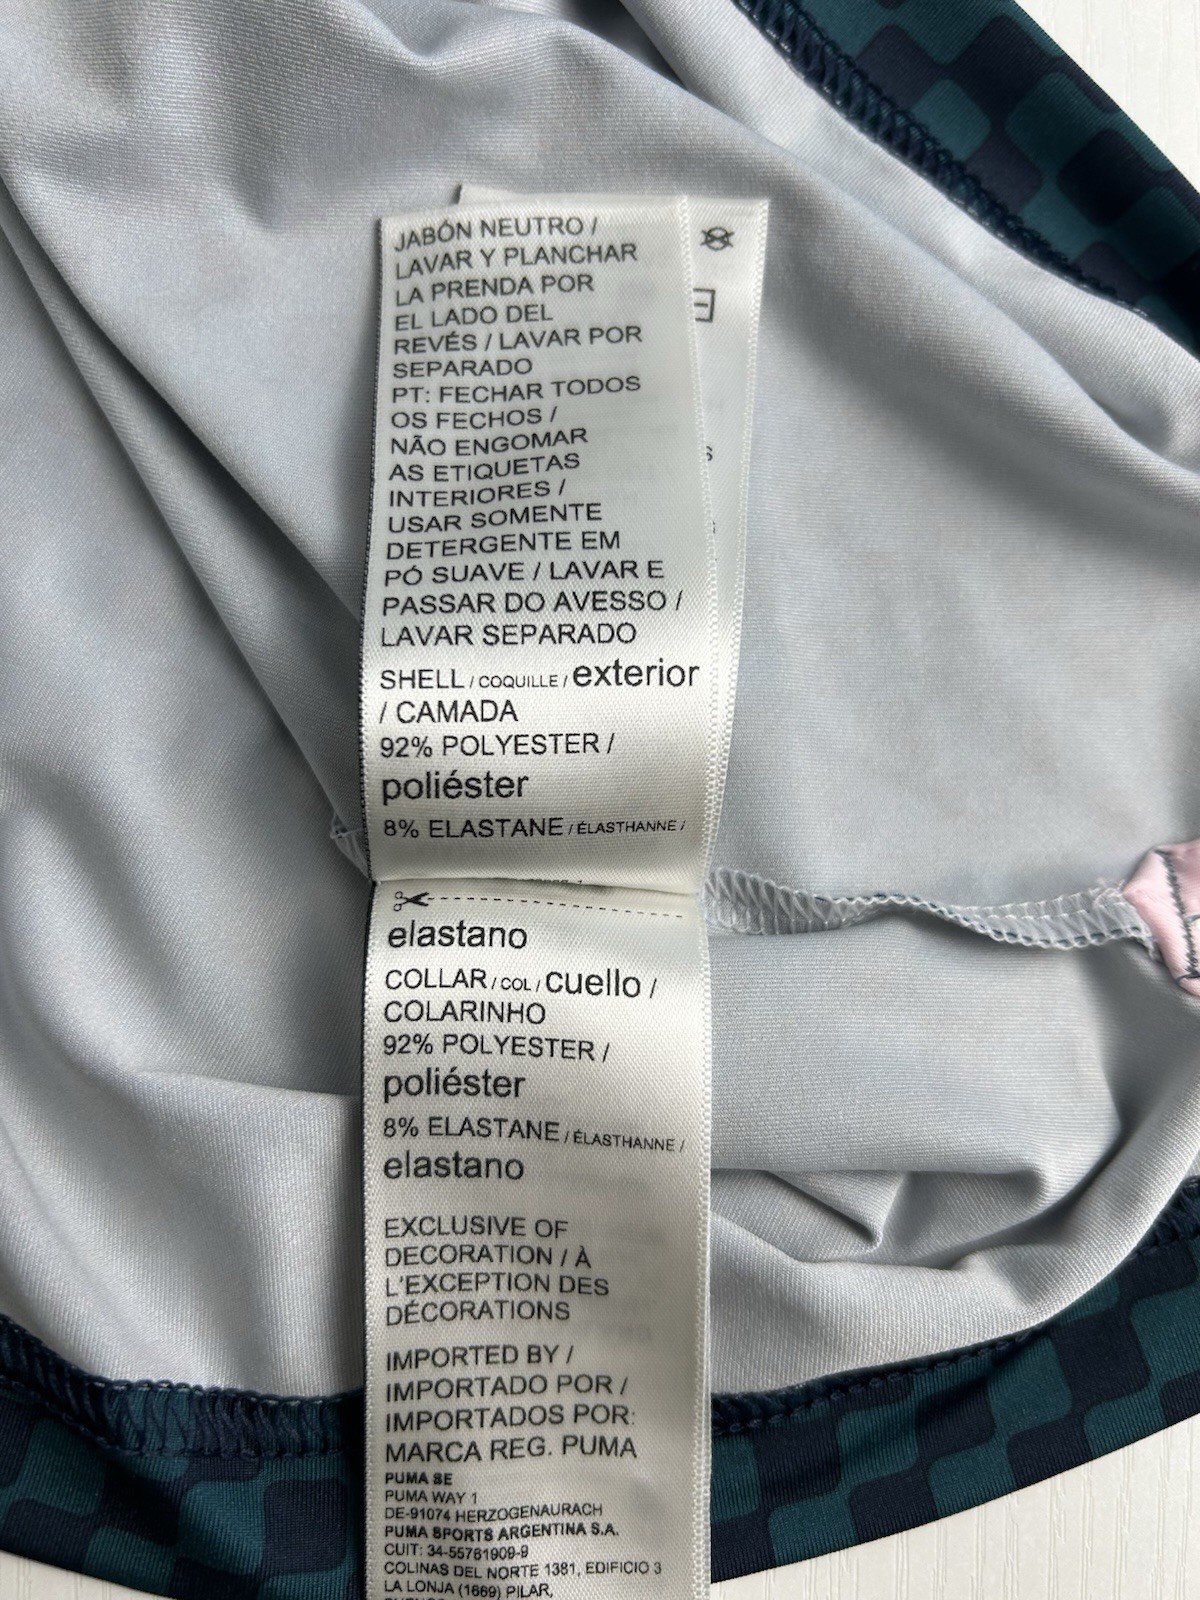 JABÓN NEUTRO /
LAVAR Y PLANCHAR
LA PRENDA POR
EL LADO DEL
REVÉS / LAVAR POR
SEPARADO
PT: FECHAR TODOS
OS FECHOS /
NÃO ENGOMAR
AS ETIQUETAS
INTERIORES /
USAR SOMENTE
DETERGENTE EM
PÓ SUAVE / LAVAR E
PASSAR DO AVESSO /
LAVAR SEPARADO
SHELL / COQUILLE / exterior
/ CAMADA
92% POLYESTER /
poliéster
8% ELASTANE / ÉLASTHANNE /
elastano
COLLAR / COL / cuello /
COLARINHO
92% POLYESTER /
poliéster
8% ELASTANE / ÉLASTHANNE /
elastano
EXCLUSIVE OF
DECORATION / À
L'EXCEPTION DES
DÉCORATIONS
IMPORTED BY /
IMPORTADO POR /
IMPORTADOS POR:
MARCA REG. PUMA
PUMA SE
PUMA WAY 1
DE-91074 HERZOGENAURACH
PUMA SPORTS ARGENTINA S.A.
CUIT: 34-55761909-9
COLINAS DEL NORTE 1381, EDIFICIO 3
LA LONJA (1669) PILAR,